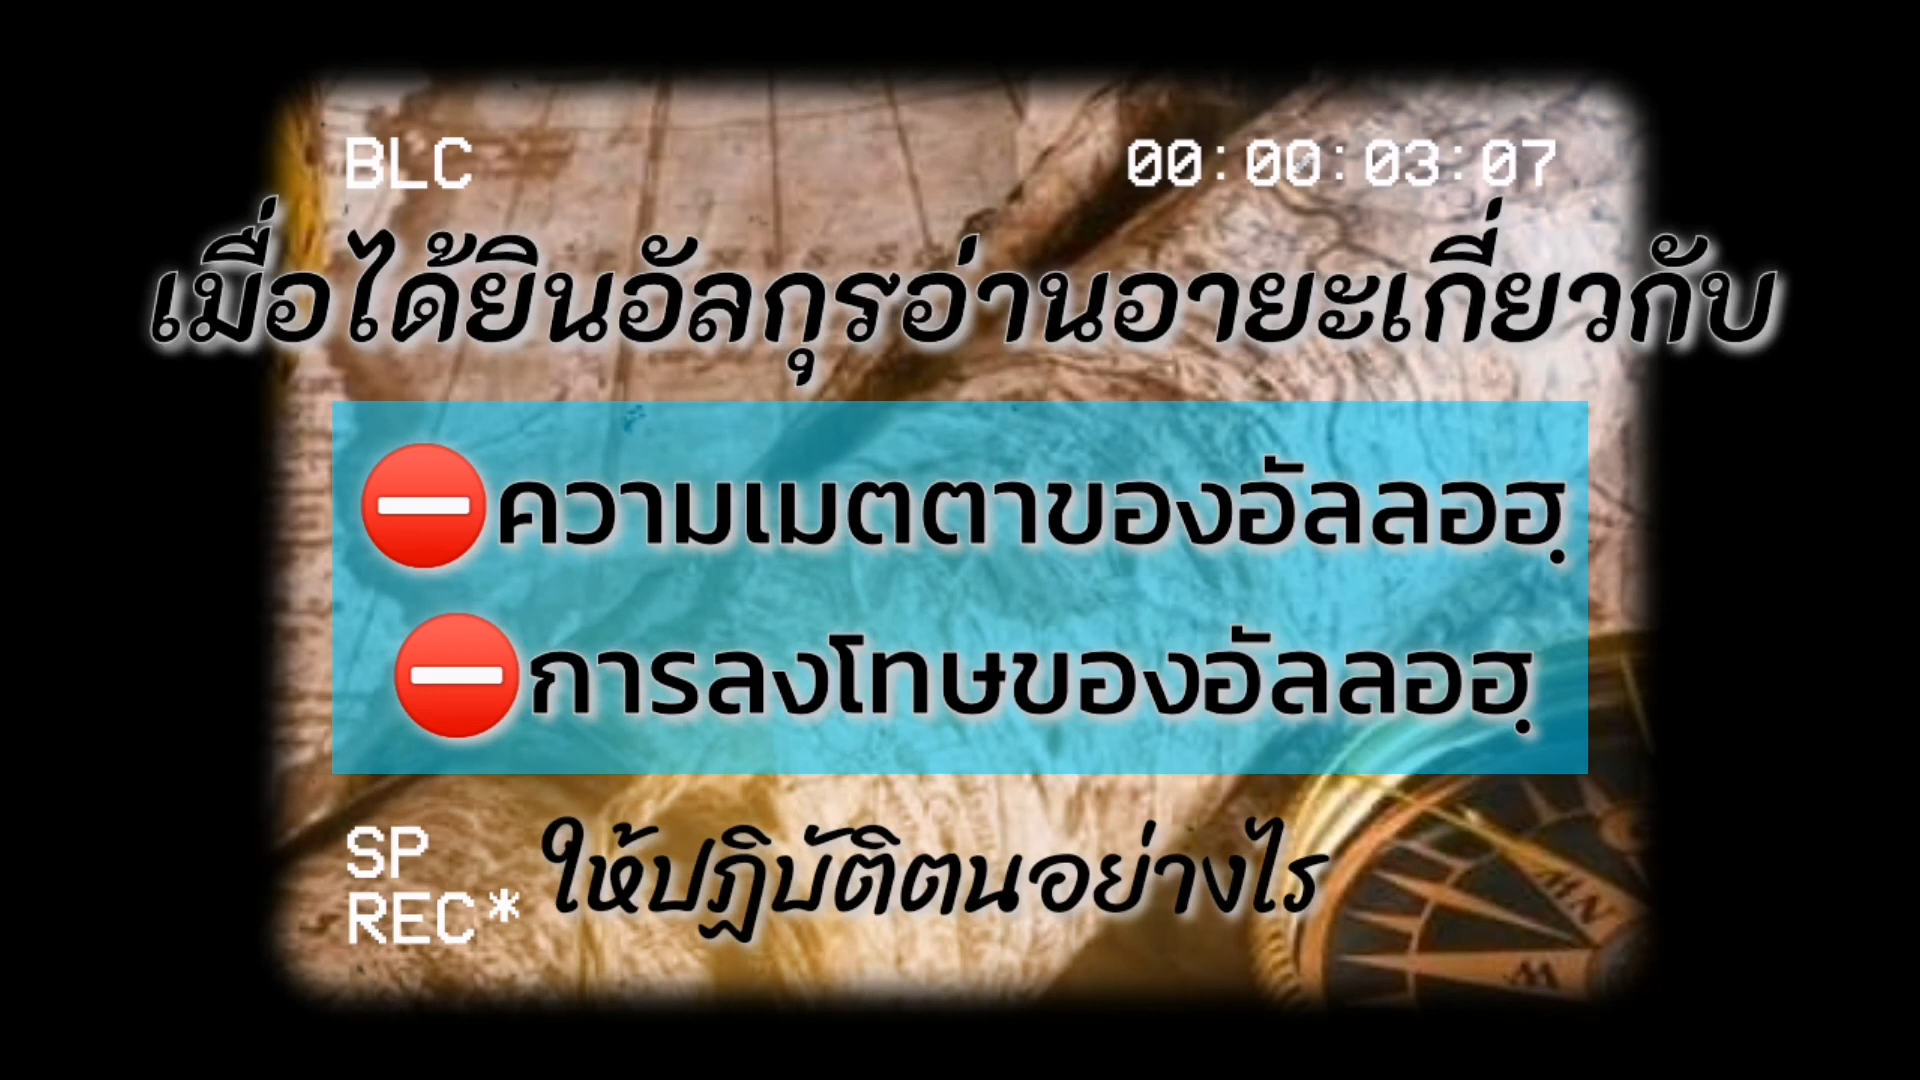 BLC 00:00:03:07
เมื่อได้ยินอัลกุรอ่านอายะเกี่ยวกับ
⛔ความเมตตาของอัลลอฮฺ
⛔การลงโทษของอัลลอฮฺ
ให้ปฏิบัติตนอย่างไร
SP
REC*